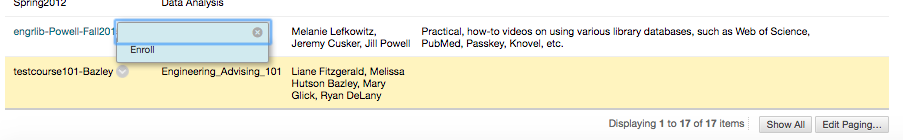 Spring2012 Data Analysis
engrlib-Powell-Fall201 Melanie Lefkowitz, Practical, how-to videos on using various library databases, such as Web of Science,
Enroll Jeremy Cusker, Jill Powell PubMed, Passkey, Knovel, etc.
testcourse101-Bazley Engineering_Advising_101 Liane Fitzgerald, Melissa
Hutson Bazley, Mary
Glick, Ryan DeLany
Displaying 1 to 17 of 17 items Show All Edit Paging...